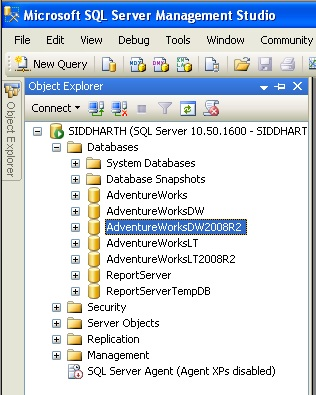 Microsoft SQL Server Management Studio
File Edit View Debug Tools Window Community
New Query
Object Explorer
Object Explorer
Connect
SIDDHARTH (SQL Server 10.50.1600 - SIDDHART
Databases
System Databases
Database Snapshots
AdventureWorks
AdventureWorksDW
AdventureWorksDW2008R2
AdventureWorksLT
AdventureWorksLT2008R2
ReportServer
ReportServerTempDB
Security
Server Objects
Replication
Management
SQL Server Agent (Agent XPs disabled)